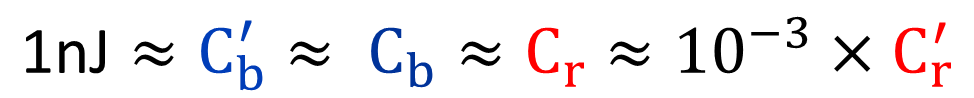 1nJ ≈ C′b ≈ Cb ≈ Cr ≈ 10⁻³ × C′r